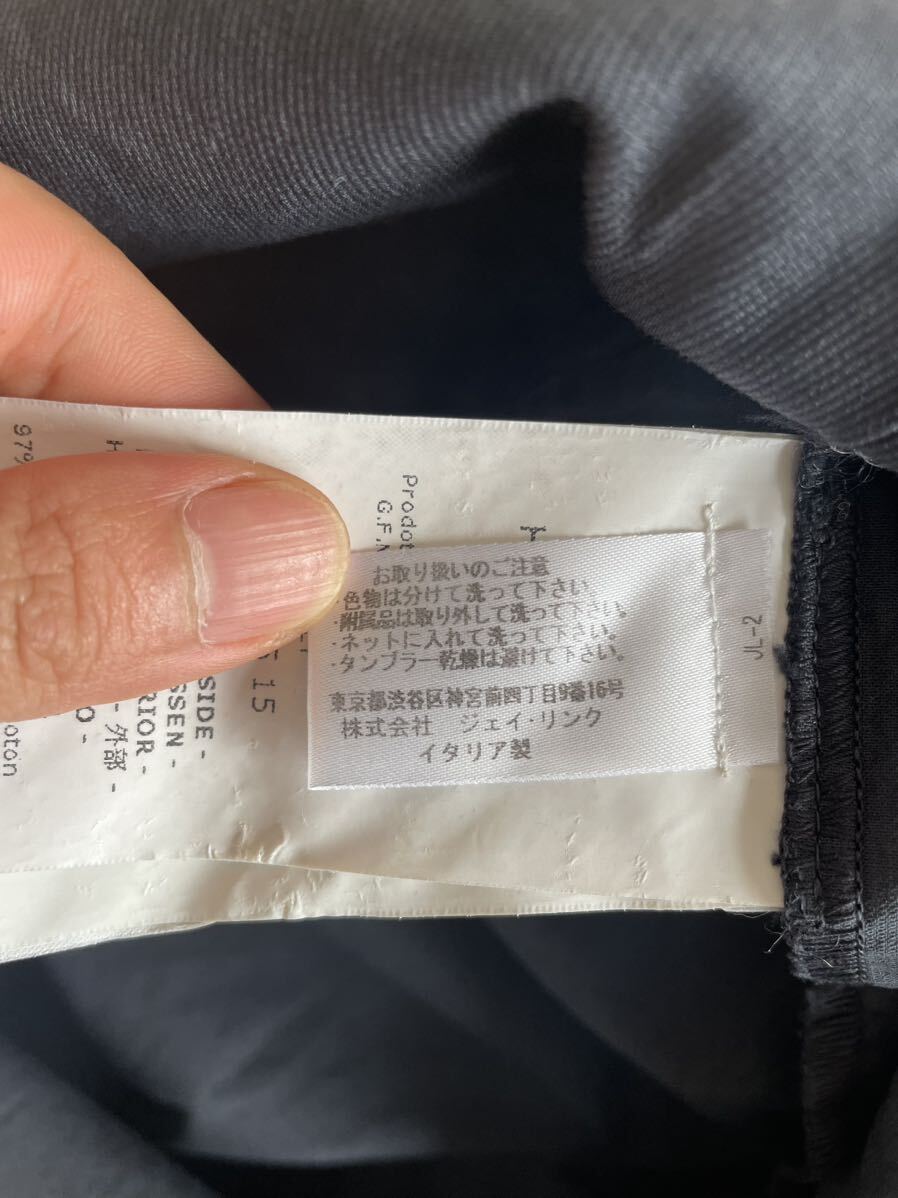 お取り扱いのご注意
・色物は分けて洗って下さい
・附属品は取り外して洗って下さい。
・ネットに入れて洗って下さい。
・タンブラー乾燥は避けて下さい。
東京都渋谷区神宮前四丁目9番16号
株式会社 ジェイ・リンク
イタリア製
JL-2
Prodot
G.F.
15
SIDE -
SSEN -
RIOR -
- 外部 -
O -
oton
97%